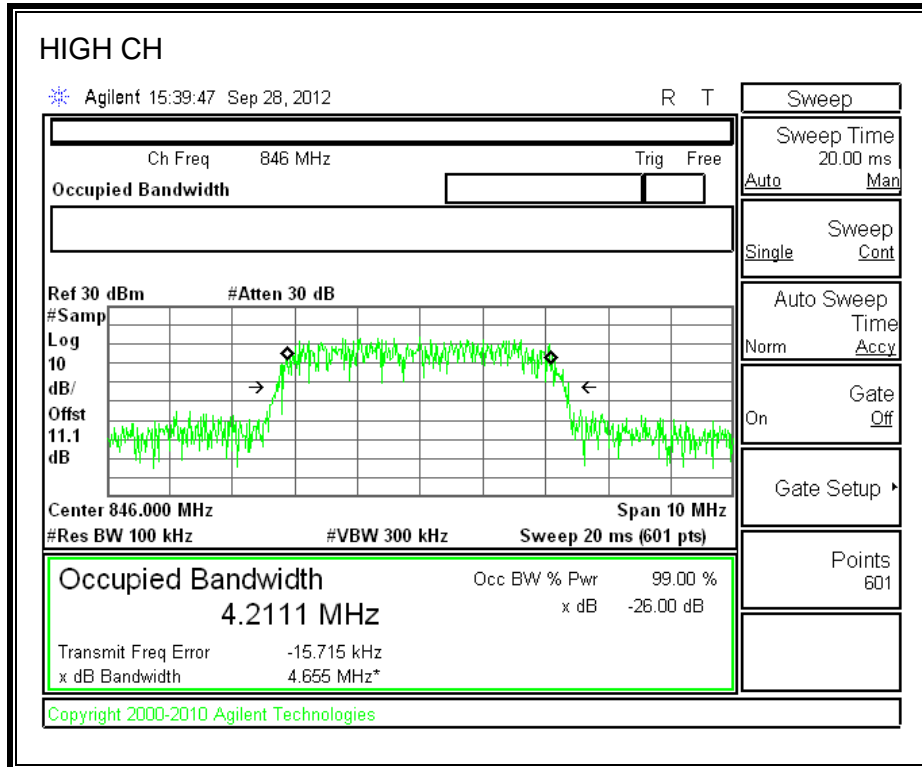 HIGH CH
Agilent 15:39:47 Sep 28, 2012 R T
Ch Freq 846 MHz Trig Free
Occupied Bandwidth
Ref 30 dBm #Atten 30 dB
#Samp
Log
10
dB/
Offst
11.1
dB
Center 846.000 MHz Span 10 MHz
#Res BW 100 kHz #VBW 300 kHz Sweep 20 ms (601 pts)
Occupied Bandwidth
4.2111 MHz
Occ BW % Pwr 99.00 %
x dB -26.00 dB
Transmit Freq Error -15.715 kHz
x dB Bandwidth 4.655 MHz*
Copyright 2000-2010 Agilent Technologies
Sweep
Sweep Time
20.00 ms
Auto Man
Sweep
Single Cont
Auto Sweep
Time
Norm Accy
Gate
On Off
Gate Setup
Points
601